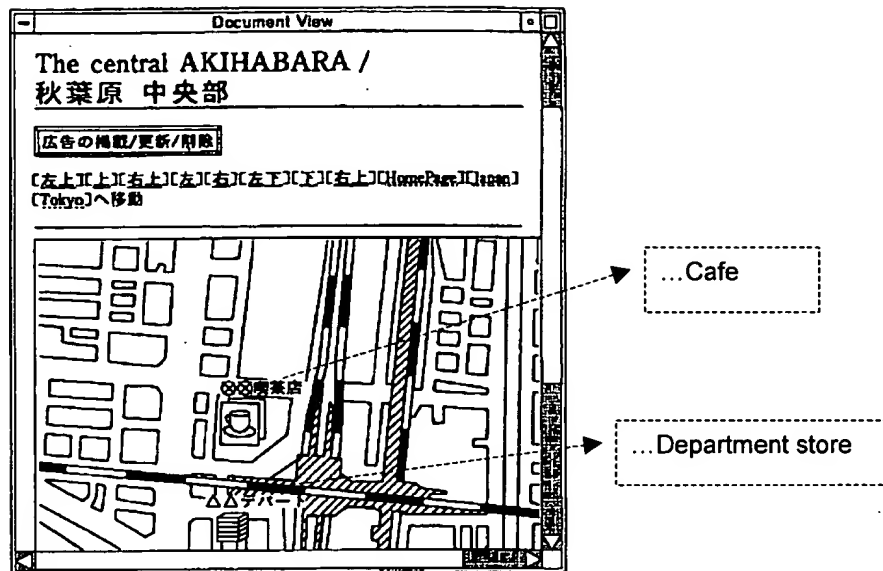 Document View
The central AKIHABARA /
秋葉原 中央部
広告の掲載/更新/削除
[左上][上][右上][左][右][左下][下][右上][HomePage][Japan]
[Tokyo]へ移動
...Cafe
⊗⊗喫茶店
...Department store
△△デパート